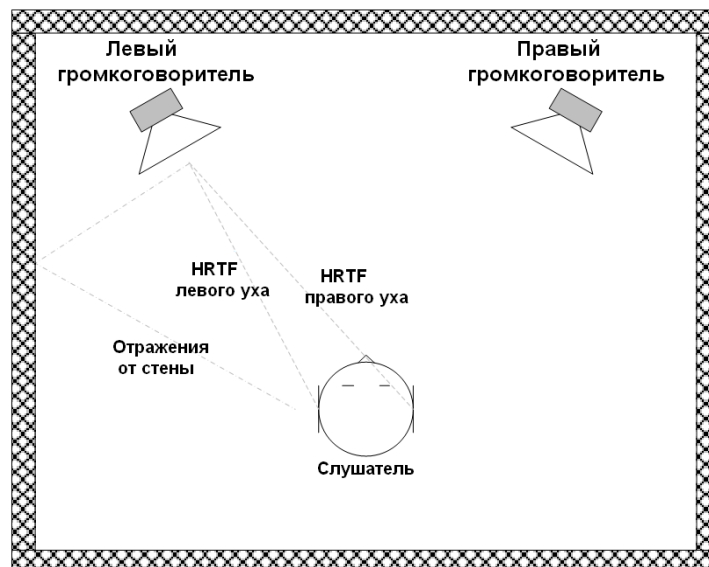 Левый
громкоговоритель
Правый
громкоговоритель
HRTF
левого уха
HRTF
правого уха
Отражения
от стены
Слушатель